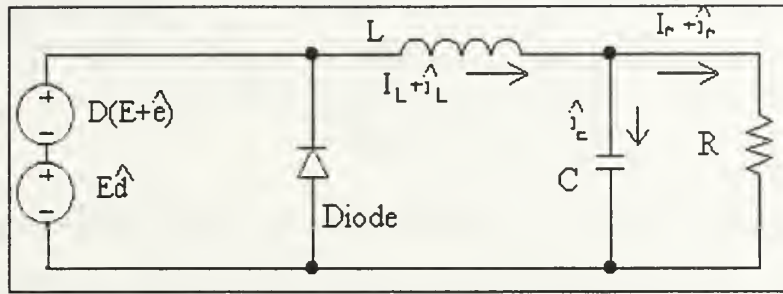 L
I_r+î_r
I_L+î_L
D(E+ê)
î_c
R
Ed̂
C
Diode